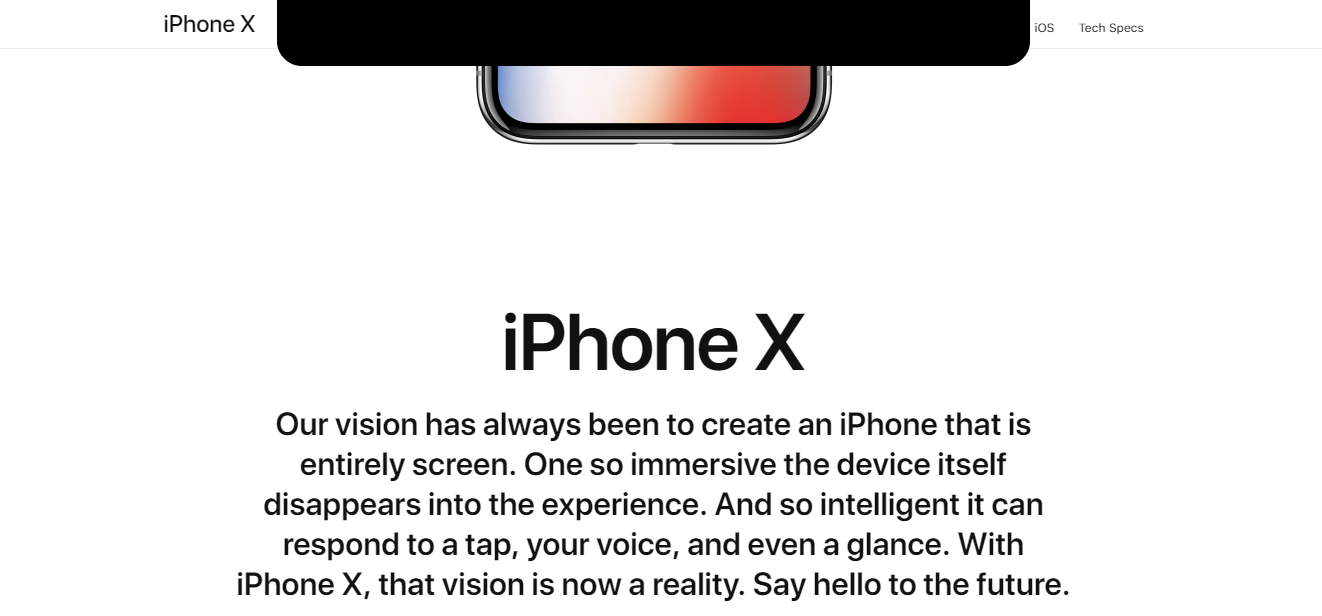 iPhone X
iOS Tech Specs
iPhone X
Our vision has always been to create an iPhone that is
entirely screen. One so immersive the device itself
disappears into the experience. And so intelligent it can
respond to a tap, your voice, and even a glance. With
iPhone X, that vision is now a reality. Say hello to the future.